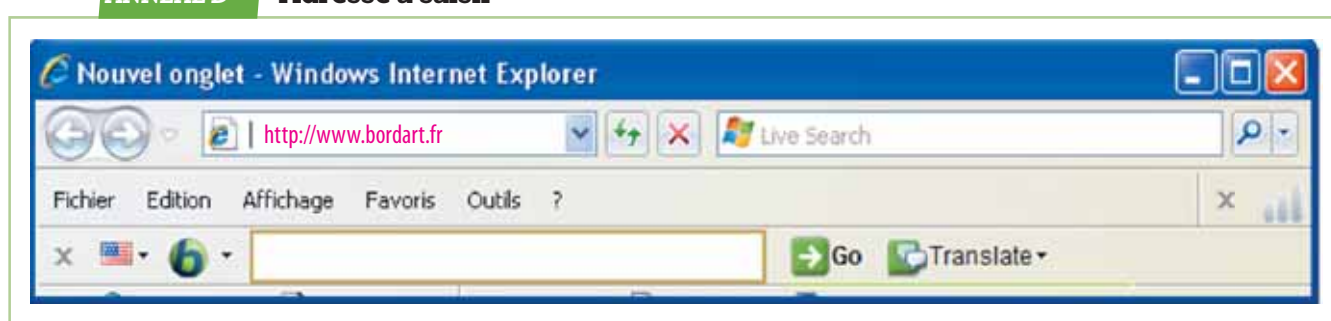 Nouvel onglet - Windows Internet Explorer
http://www.bordart.fr
Live Search
Fichier Edition Affichage Favoris Outils ?
Go Translate